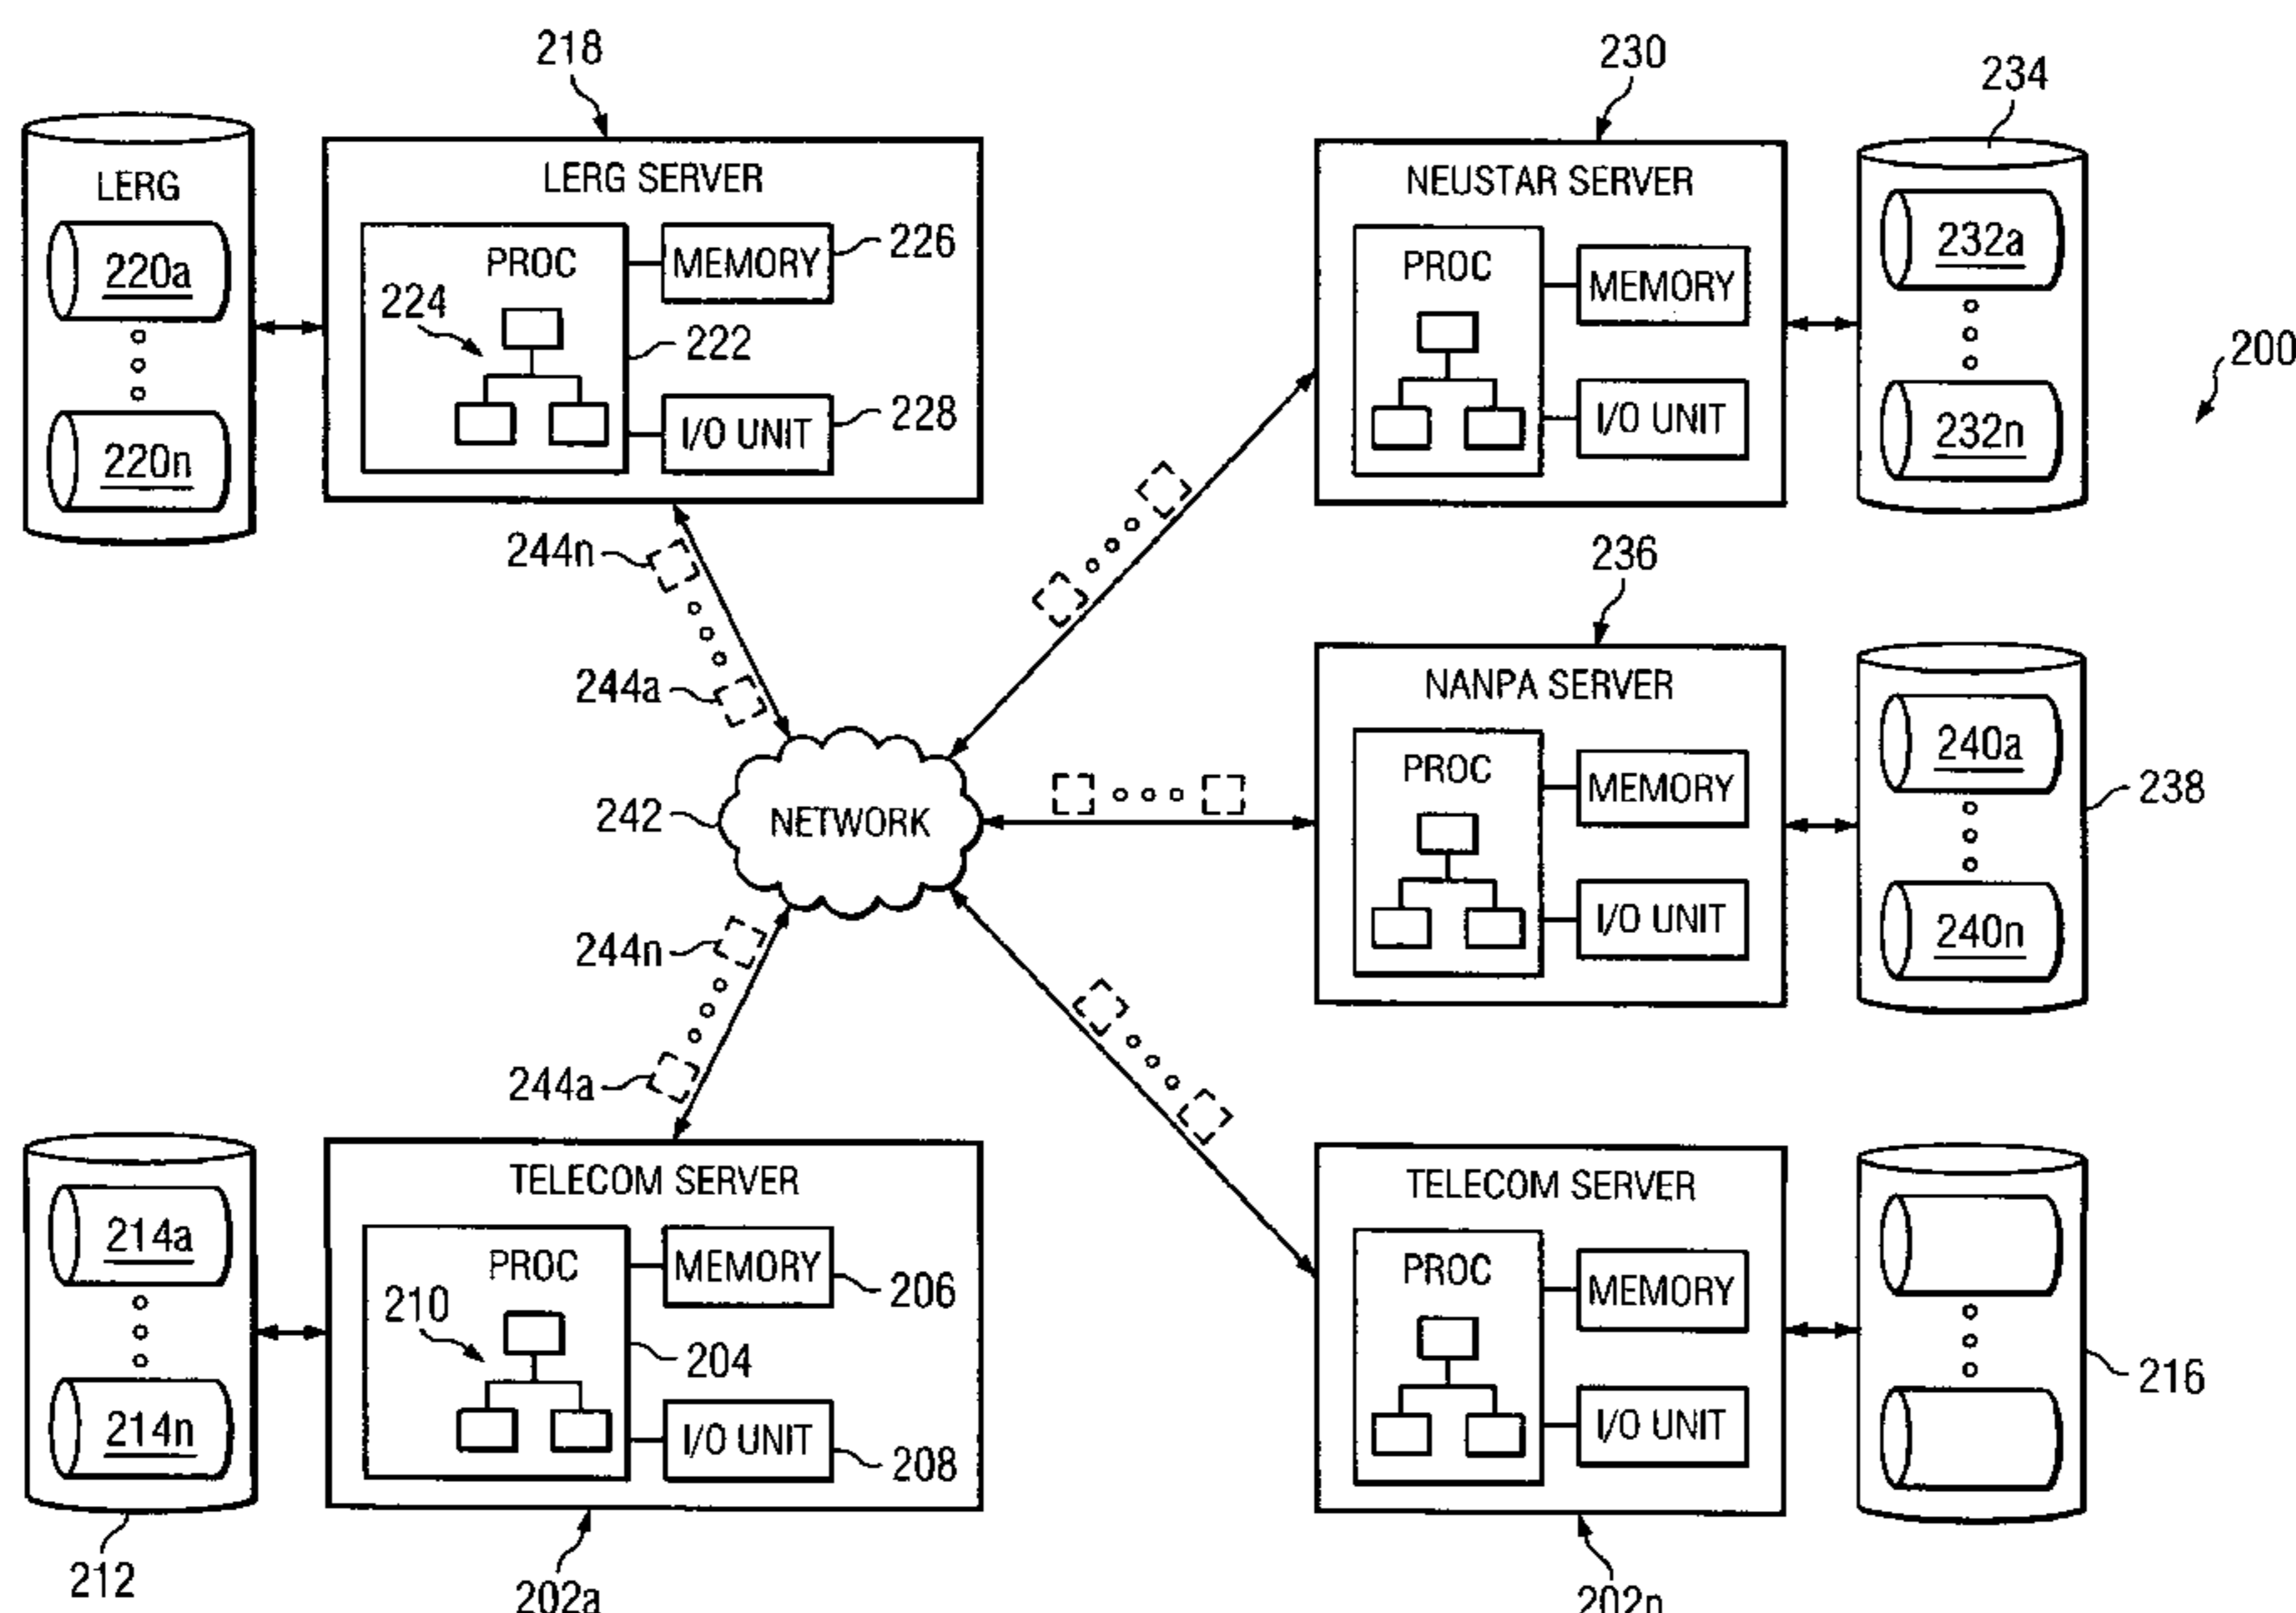 218
230
234
LERG
LERG SERVER
NEUSTAR SERVER
220a
220n
PROC
224
222
MEMORY
226
I/O UNIT
228
PROC
MEMORY
I/O UNIT
232a
232n
200
244n
244a
236
NANPA SERVER
PROC
MEMORY
I/O UNIT
240a
240n
238
242
NETWORK
244n
244a
TELECOM SERVER
214a
214n
212
PROC
210
204
MEMORY
206
I/O UNIT
208
202a
TELECOM SERVER
PROC
MEMORY
I/O UNIT
216
202n